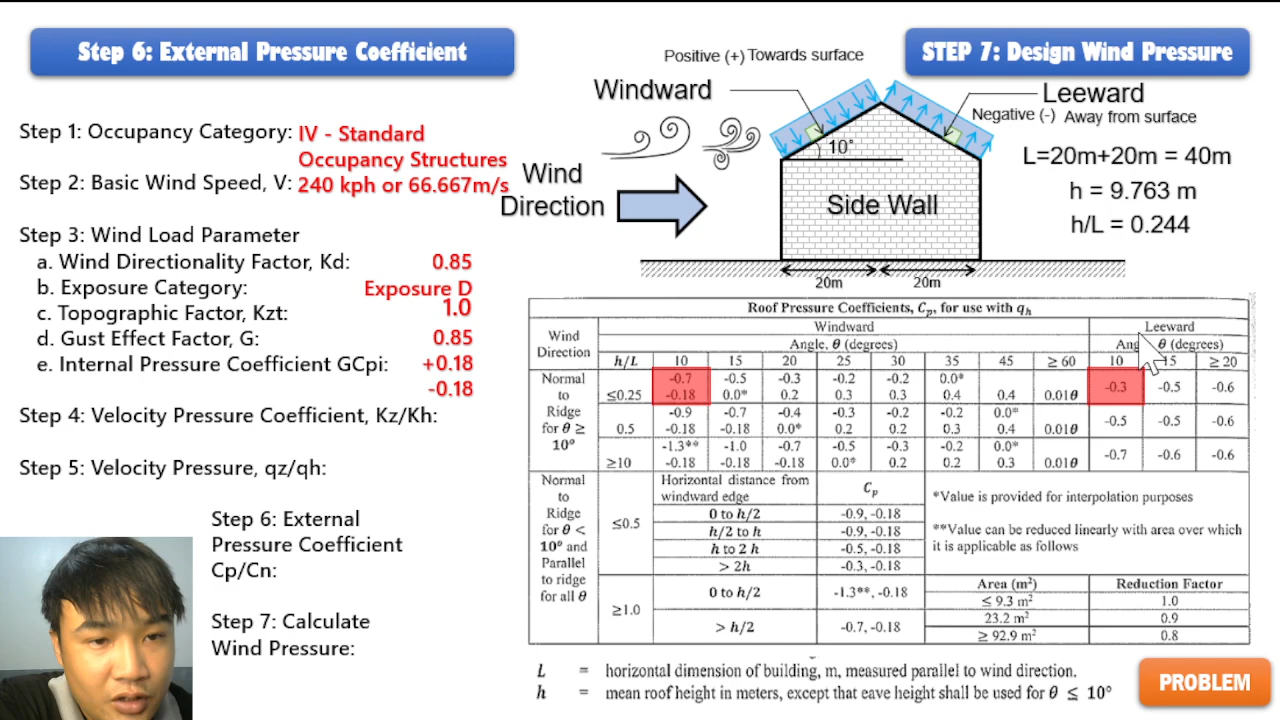 Step 6: External Pressure Coefficient
STEP 7: Design Wind Pressure
Positive (+) Towards surface
Windward
Leeward
Negative (-) Away from surface
10°
Wind
Direction
Side Wall
20m 20m
L=20m+20m = 40m
h = 9.763 m
h/L = 0.244
Step 1: Occupancy Category: IV - Standard
Occupancy Structures
Step 2: Basic Wind Speed, V: 240 kph or 66.667m/s
Step 3: Wind Load Parameter
a. Wind Directionality Factor, Kd: 0.85
b. Exposure Category: Exposure D
c. Topographic Factor, Kzt: 1.0
d. Gust Effect Factor, G: 0.85
e. Internal Pressure Coefficient GCpi: +0.18
-0.18
Step 4: Velocity Pressure Coefficient, Kz/Kh:
Step 5: Velocity Pressure, qz/qh:
Step 6: External
Pressure Coefficient
Cp/Cn:
Step 7: Calculate
Wind Pressure:
Roof Pressure Coefficients, Cp, for use with qh
Wind
Direction
Windward Leeward
Angle, θ (degrees) θ (degrees)
h/L 10 15 20 25 30 35 45 ≥ 60 10 15 ≥ 20
Normal
to
Ridge
for θ ≥
10°
≤0.25 -0.7 -0.5 -0.3 -0.2 -0.2 0.0* -0.3 -0.5 -0.6
-0.18 0.0* 0.2 0.3 0.3 0.4 0.4 0.01θ
0.5 -0.9 -0.7 -0.4 -0.3 -0.2 -0.2 0.0* -0.5 -0.5 -0.6
-0.18 -0.18 0.0* 0.2 0.2 0.3 0.4 0.01θ
≥10 -1.3** -1.0 -0.7 -0.5 -0.3 -0.2 0.0* -0.7 -0.6 -0.6
-0.18 -0.18 -0.18 0.0* 0.2 0.2 0.3 0.01θ
Normal
to
Ridge
for θ <
10° and
Parallel
to ridge
for all θ
≤0.5
Horizontal distance from
windward edge
Cp
0 to h/2 -0.9, -0.18
h/2 to h -0.9, -0.18
h to 2 h -0.5, -0.18
> 2h -0.3, -0.18
≥1.0
0 to h/2 -1.3**, -0.18
> h/2 -0.7, -0.18
*Value is provided for interpolation purposes
**Value can be reduced linearly with area over which
it is applicable as follows
Area (m²) Reduction Factor
≤ 9.3 m² 1.0
23.2 m² 0.9
≥ 92.9 m² 0.8
L = horizontal dimension of building, m, measured parallel to wind direction.
h = mean roof height in meters, except that eave height shall be used for θ ≤ 10°
PROBLEM